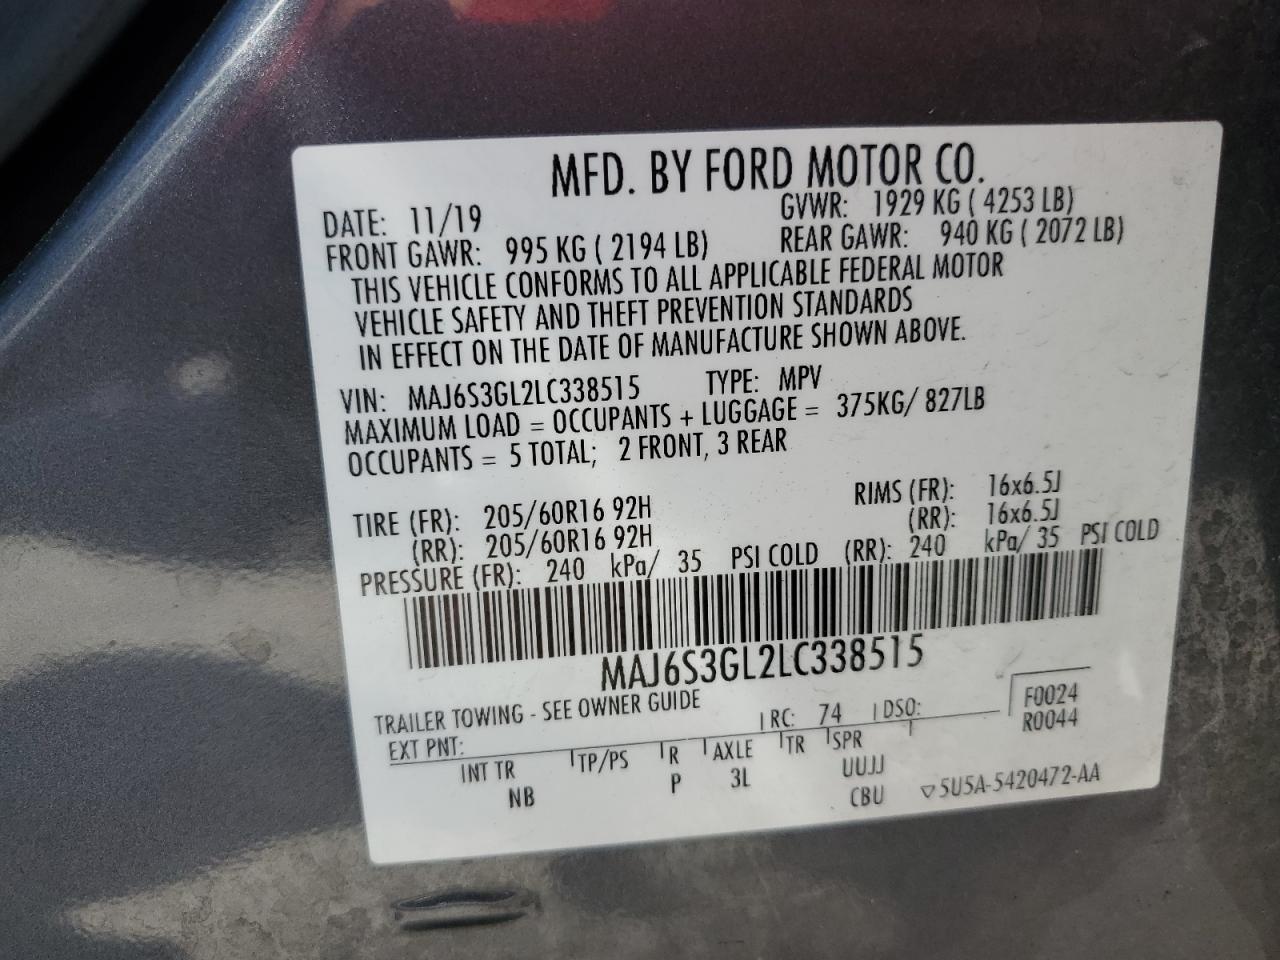 MFD. BY FORD MOTOR CO.
DATE: 11/19 GVWR: 1929 KG ( 4253 LB)
FRONT GAWR: 995 KG ( 2194 LB) REAR GAWR: 940 KG ( 2072 LB)
THIS VEHICLE CONFORMS TO ALL APPLICABLE FEDERAL MOTOR
VEHICLE SAFETY AND THEFT PREVENTION STANDARDS
IN EFFECT ON THE DATE OF MANUFACTURE SHOWN ABOVE.
VIN: MAJ6S3GL2LC338515 TYPE: MPV
MAXIMUM LOAD = OCCUPANTS + LUGGAGE = 375KG/ 827LB
OCCUPANTS = 5 TOTAL; 2 FRONT, 3 REAR
TIRE (FR): 205/60R16 92H RIMS (FR): 16x6.5J
(RR): 205/60R16 92H (RR): 16x6.5J
PRESSURE (FR): 240 kPa/ 35 PSI COLD (RR): 240 kPa/ 35 PSI COLD
MAJ6S3GL2LC338515
TRAILER TOWING - SEE OWNER GUIDE
EXT PNT: RC: 74 DSO: F0024
R0044
INT TR TP/PS R AXLE TR SPR
NB P 3L UUJJ
CBU ▽5U5A-5420472-AA